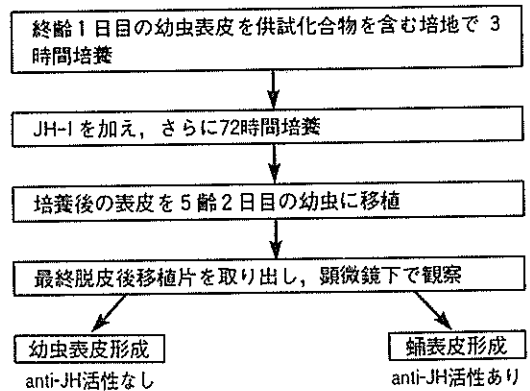 終齢１日目の幼虫表皮を供試化合物を含む培地で 3
時間培養
JH-Iを加え，さらに72時間培養
培養後の表皮を５齢２日目の幼虫に移植
最終脱皮後移植片を取り出し，顕微鏡下で観察
幼虫表皮形成
蛹表皮形成
anti-JH活性なし
anti-JH活性あり